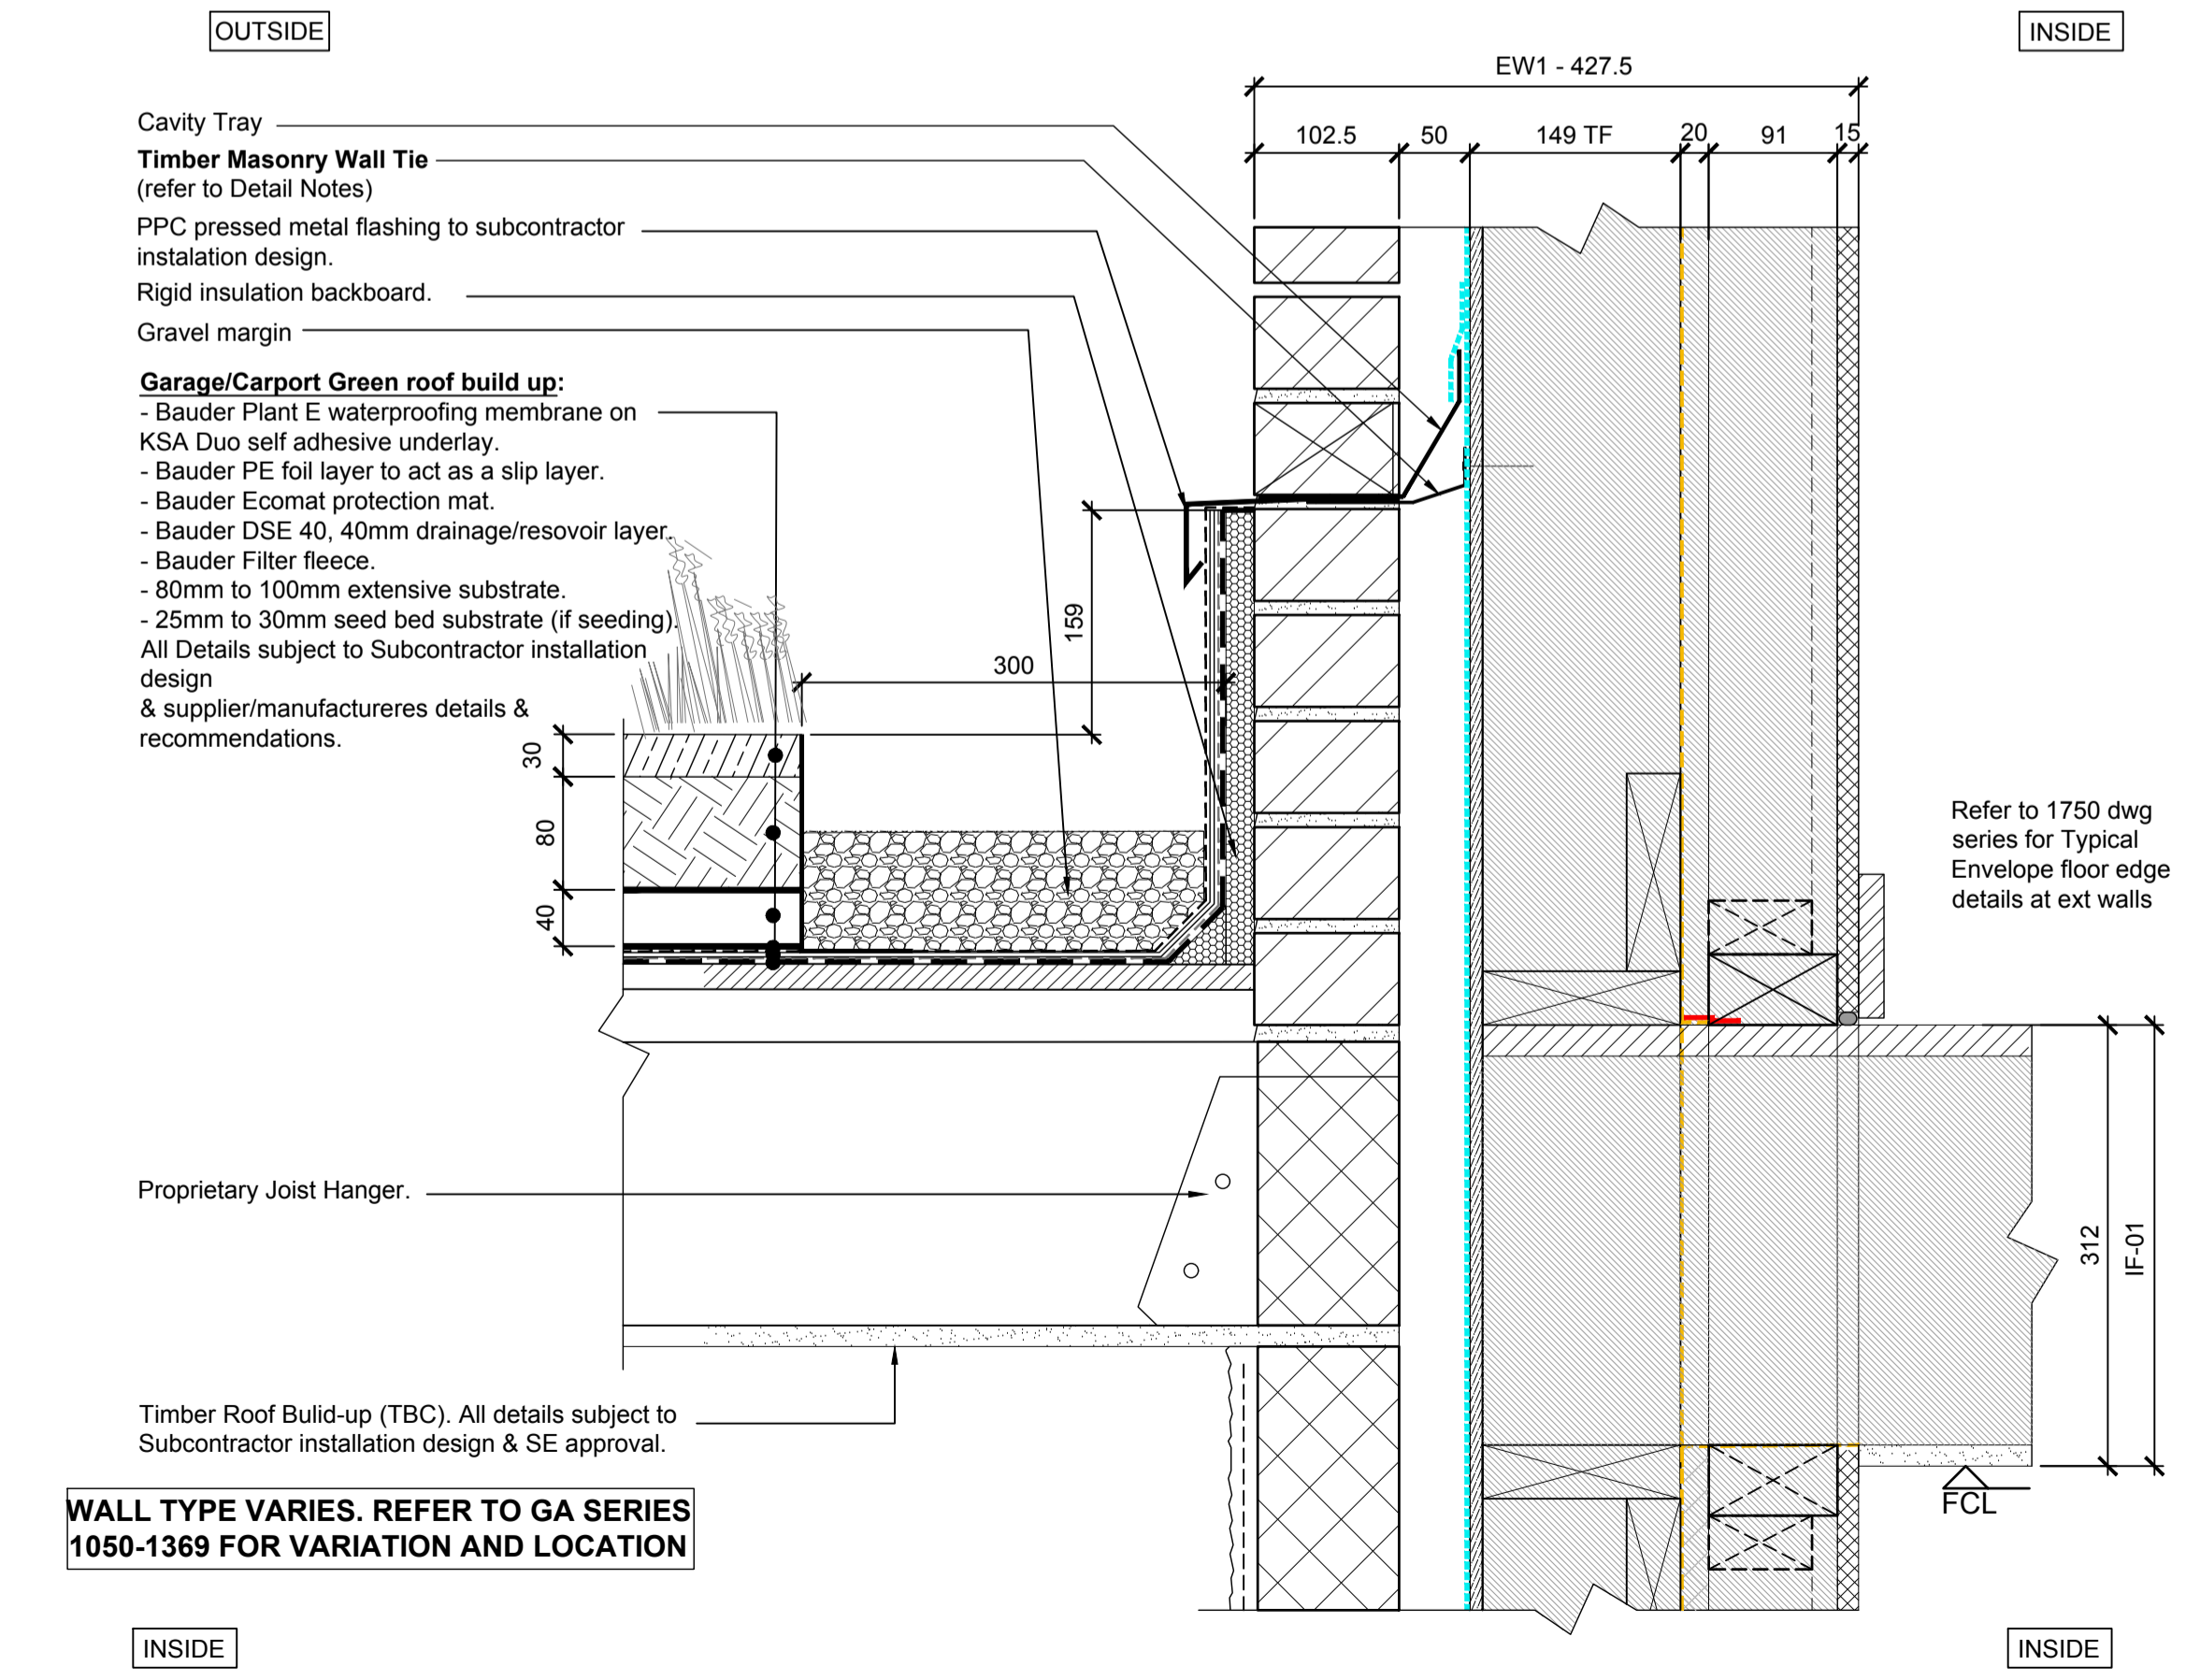 OUTSIDE
INSIDE
EW1 - 427.5
102.5
50
149 TF
20
91
15
Cavity Tray
Timber Masonry Wall Tie
(refer to Detail Notes)
PPC pressed metal flashing to subcontractor
instalation design.
Rigid insulation backboard.
Gravel margin
Garage/Carport Green roof build up:
- Bauder Plant E waterproofing membrane on
KSA Duo self adhesive underlay.
- Bauder PE foil layer to act as a slip layer.
- Bauder Ecomat protection mat.
- Bauder DSE 40, 40mm drainage/resovoir layer.
- Bauder Filter fleece.
- 80mm to 100mm extensive substrate.
- 25mm to 30mm seed bed substrate (if seeding).
All Details subject to Subcontractor installation
design
& supplier/manufactureres details &
recommendations.
159
300
30
80
40
Refer to 1750 dwg
series for Typical
Envelope floor edge
details at ext walls
Proprietary Joist Hanger.
312
IF-01
Timber Roof Bulid-up (TBC). All details subject to
Subcontractor installation design & SE approval.
FCL
WALL TYPE VARIES. REFER TO GA SERIES
1050-1369 FOR VARIATION AND LOCATION
INSIDE
INSIDE